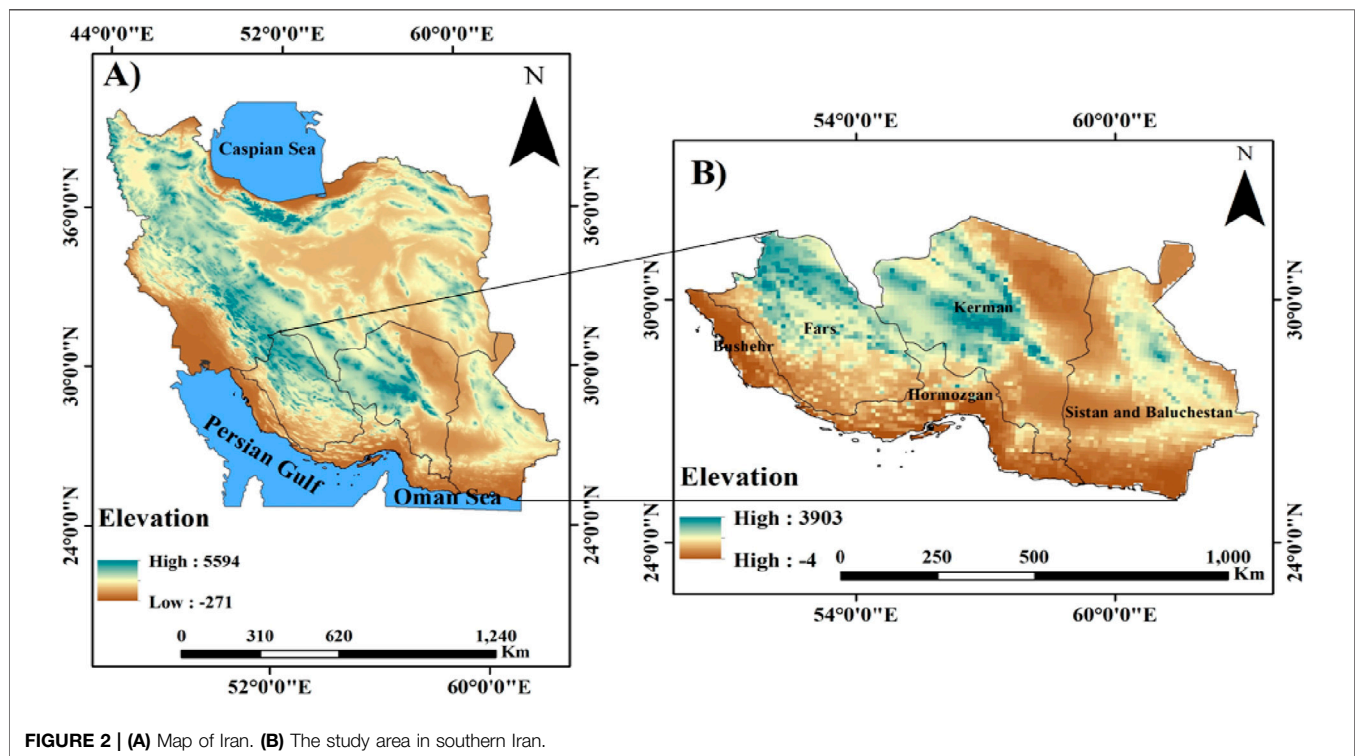 44°0'0"E 52°0'0"E 60°0'0"E
A)
N
Caspian Sea
36°0'0"N
36°0'0"N
30°0'0"N
30°0'0"N
Persian Gulf
Oman Sea
24°0'0"N
24°0'0"N
Elevation
High : 5594
Low : -271
0 310 620 1,240
Km
52°0'0"E 60°0'0"E
54°0'0"E 60°0'0"E
B)
N
30°0'0"N
30°0'0"N
Kerman
Fars
Bushehr
Hormozgan
Sistan and Baluchestan
Elevation
High : 3903
High : -4
24°0'0"N
24°0'0"N
0 250 500 1,000
Km
54°0'0"E 60°0'0"E
FIGURE 2 | (A) Map of Iran. (B) The study area in southern Iran.